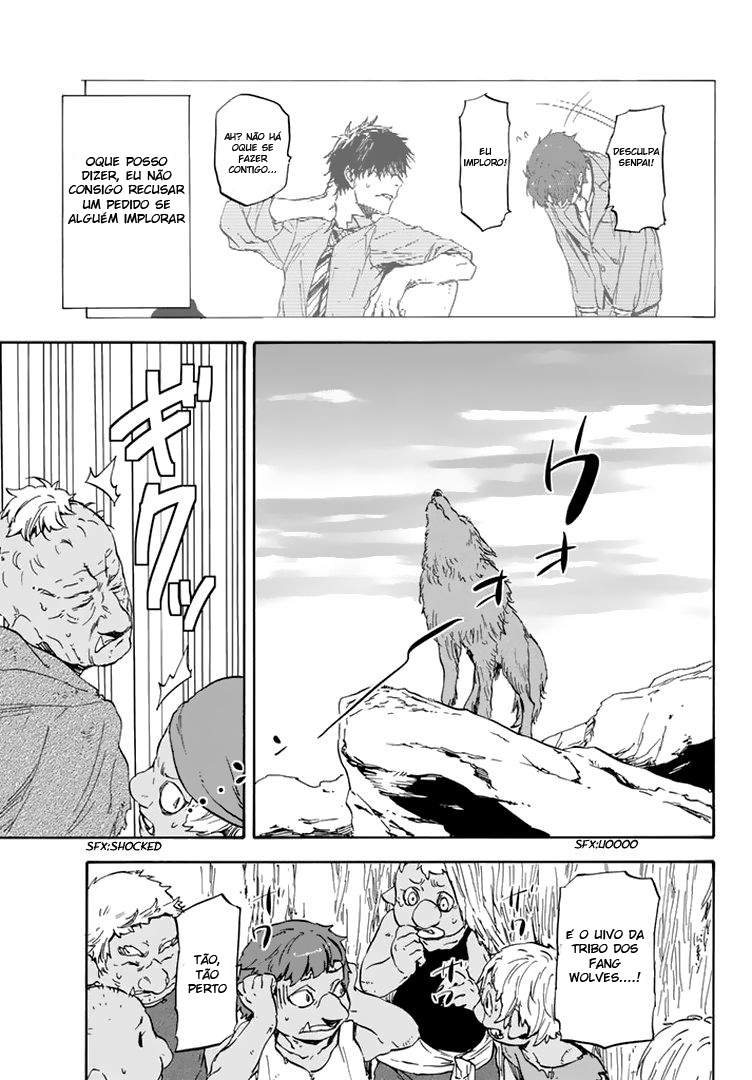 DESCULPA
SENPAI!
EU
IMPLORO!
AH? NÃO HÁ
OQUE SE
FAZER
CONTIGO...
OQUE POSSO
DIZER, EU NÃO
CONSIGO RECUSAR
UM PEDIDO SE
ALGUÉM IMPLORAR
ウォォ
SFX:UOOOO
ギクッ
SFX:SHOCKED
E O UIVO DA
TRIBO DOS
FANG
WOLVES....!
TÃO,
TÃO
PERTO